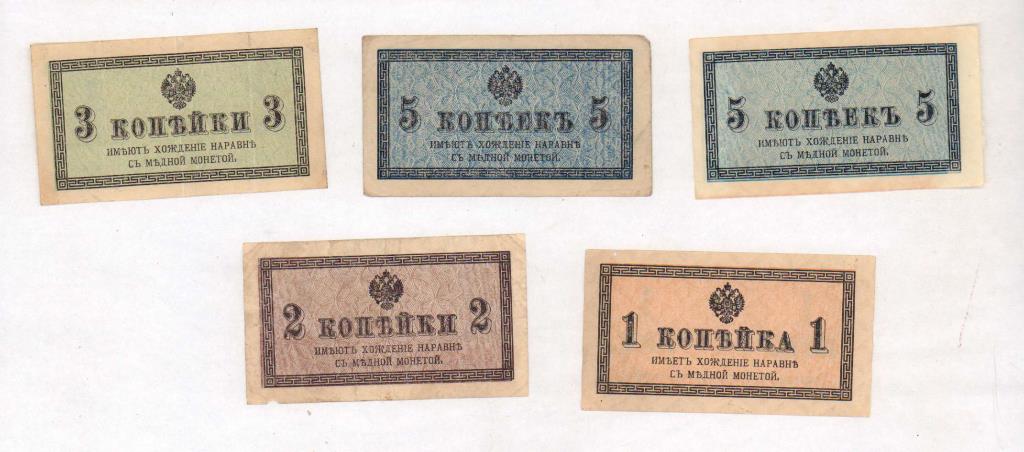 3 КОПѢЙКИ 3
ИМѢЮТЪ ХОЖДЕНІЕ НАРАВНѢ
СЪ МѢДНОЙ МОНЕТОЙ.
5 КОПѢЕКЪ 5
ИМѢЮТЪ ХОЖДЕНІЕ НАРАВНѢ
СЪ МѢДНОЙ МОНЕТОЙ.
5 КОПѢЕКЪ 5
ИМѢЮТЪ ХОЖДЕНІЕ НАРАВНѢ
СЪ МѢДНОЙ МОНЕТОЙ.
2 КОПѢЙКИ 2
ИМѢЮТЪ ХОЖДЕНІЕ НАРАВНѢ
СЪ МѢДНОЙ МОНЕТОЙ.
1 КОПѢЙКА 1
ИМѢЕТЪ ХОЖДЕНІЕ НАРАВНѢ
СЪ МѢДНОЙ МОНЕТОЙ.